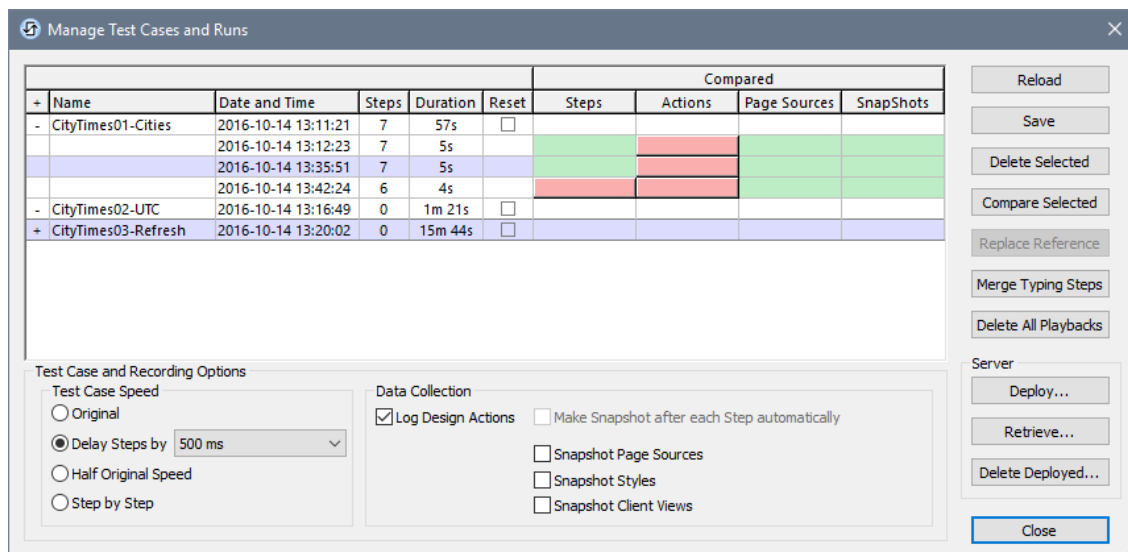 Manage Test Cases and Runs
Compared
+ Name Date and Time Steps Duration Reset Steps Actions Page Sources SnapShots
- CityTimes01-Cities 2016-10-14 13:11:21 7 57s
2016-10-14 13:12:23 7 5s
2016-10-14 13:35:51 7 5s
2016-10-14 13:42:24 6 4s
- CityTimes02-UTC 2016-10-14 13:16:49 0 1m 21s
+ CityTimes03-Refresh 2016-10-14 13:20:02 0 15m 44s
Reload
Save
Delete Selected
Compare Selected
Replace Reference
Merge Typing Steps
Delete All Playbacks
Test Case and Recording Options
Test Case Speed
Original
Delay Steps by 500 ms
Half Original Speed
Step by Step
Data Collection
Log Design Actions
Make Snapshot after each Step automatically
Snapshot Page Sources
Snapshot Styles
Snapshot Client Views
Server
Deploy...
Retrieve...
Delete Deployed...
Close